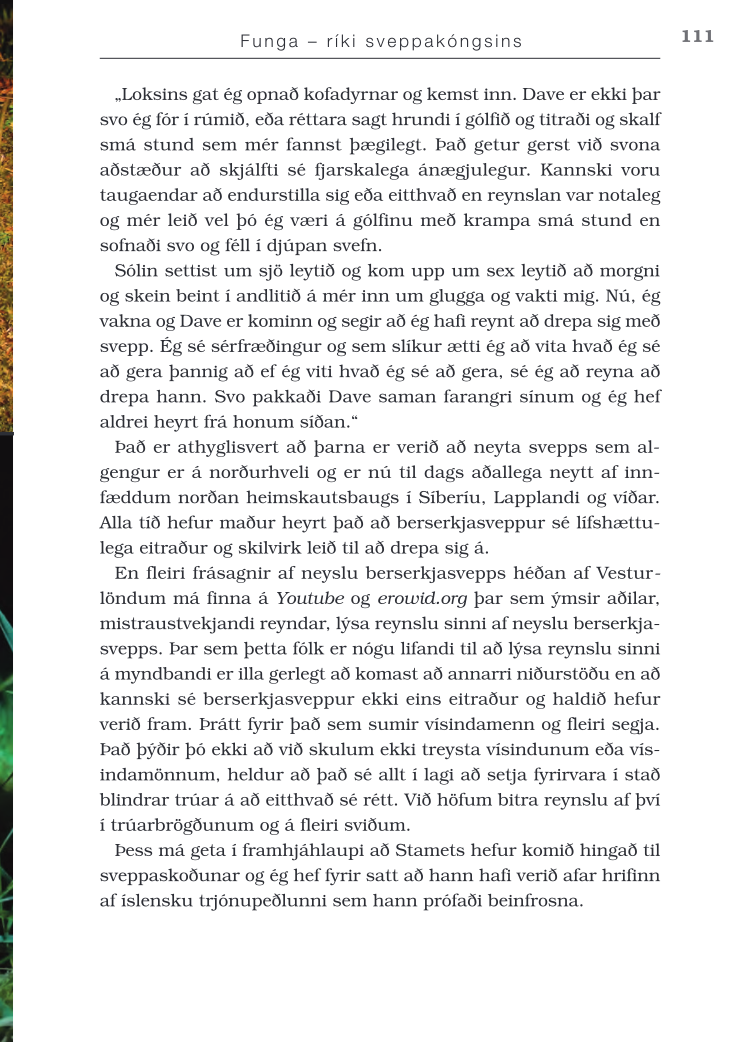 Funga – ríki sveppakóngsins
111
„Loksins gat ég opnað kofadyrnar og kemst inn. Dave er ekki þar
svo ég fór í rúmið, eða réttara sagt hrundi í gólfið og titraði og skalf
smá stund sem mér fannst þægilegt. Það getur gerst við svona
aðstæður að skjálfti sé fjarskalega ánægjulegur. Kannski voru
taugaendar að endurstilla sig eða eitthvað en reynslan var notaleg
og mér leið vel þó ég væri á gólfinu með krampa smá stund en
sofnaði svo og féll í djúpan svefn.
Sólin settist um sjö leytið og kom upp um sex leytið að morgni
og skein beint í andlitið á mér inn um glugga og vakti mig. Nú, ég
vakna og Dave er kominn og segir að ég hafi reynt að drepa sig með
svepp. Ég sé sérfræðingur og sem slíkur ætti ég að vita hvað ég sé
að gera þannig að ef ég viti hvað ég sé að gera, sé ég að reyna að
drepa hann. Svo pakkaði Dave saman farangri sínum og ég hef
aldrei heyrt frá honum síðan.“
Það er athyglisvert að þarna er verið að neyta svepps sem al-
gengur er á norðurhveli og er nú til dags aðallega neytt af inn-
fæddum norðan heimskautsbaugs í Síberíu, Lapplandi og víðar.
Alla tíð hefur maður heyrt það að berserkjasveppur sé lífshættu-
lega eitraður og skilvirk leið til að drepa sig á.
En fleiri frásagnir af neyslu berserkjasvepps héðan af Vestur-
löndum má finna á Youtube og erowid.org þar sem ýmsir aðilar,
mistraustvekjandi reyndar, lýsa reynslu sinni af neyslu berserkja-
svepps. Þar sem þetta fólk er nógu lifandi til að lýsa reynslu sinni
á myndbandi er illa gerlegt að komast að annarri niðurstöðu en að
kannski sé berserkjasveppur ekki eins eitraður og haldið hefur
verið fram. Þrátt fyrir það sem sumir vísindamenn og fleiri segja.
Það þýðir þó ekki að við skulum ekki treysta vísindunum eða vís-
indamönnum, heldur að það sé allt í lagi að setja fyrirvara í stað
blindrar trúar á að eitthvað sé rétt. Við höfum bitra reynslu af því
í trúarbrögðunum og á fleiri sviðum.
Þess má geta í framhjáhlaupi að Stamets hefur komið hingað til
sveppaskoðunar og ég hef fyrir satt að hann hafi verið afar hrifinn
af íslensku trjónupeðlunni sem hann prófaði beinfrosna.